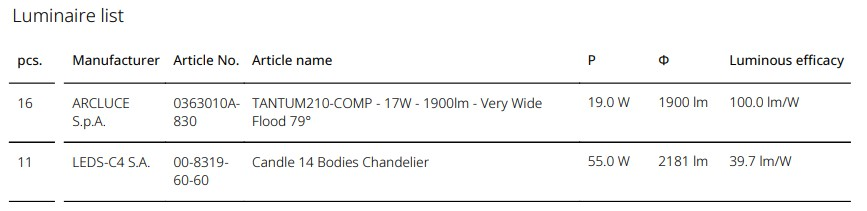 Luminaire list
pcs. Manufacturer Article No. Article name P Φ Luminous efficacy
16 ARCLUCE 0363010A- TANTUM210-COMP - 17W - 1900lm - Very Wide 19.0 W 1900 lm 100.0 lm/W
S.p.A. 830 Flood 79°
11 LEDS-C4 S.A. 00-8319- Candle 14 Bodies Chandelier 55.0 W 2181 lm 39.7 lm/W
60-60